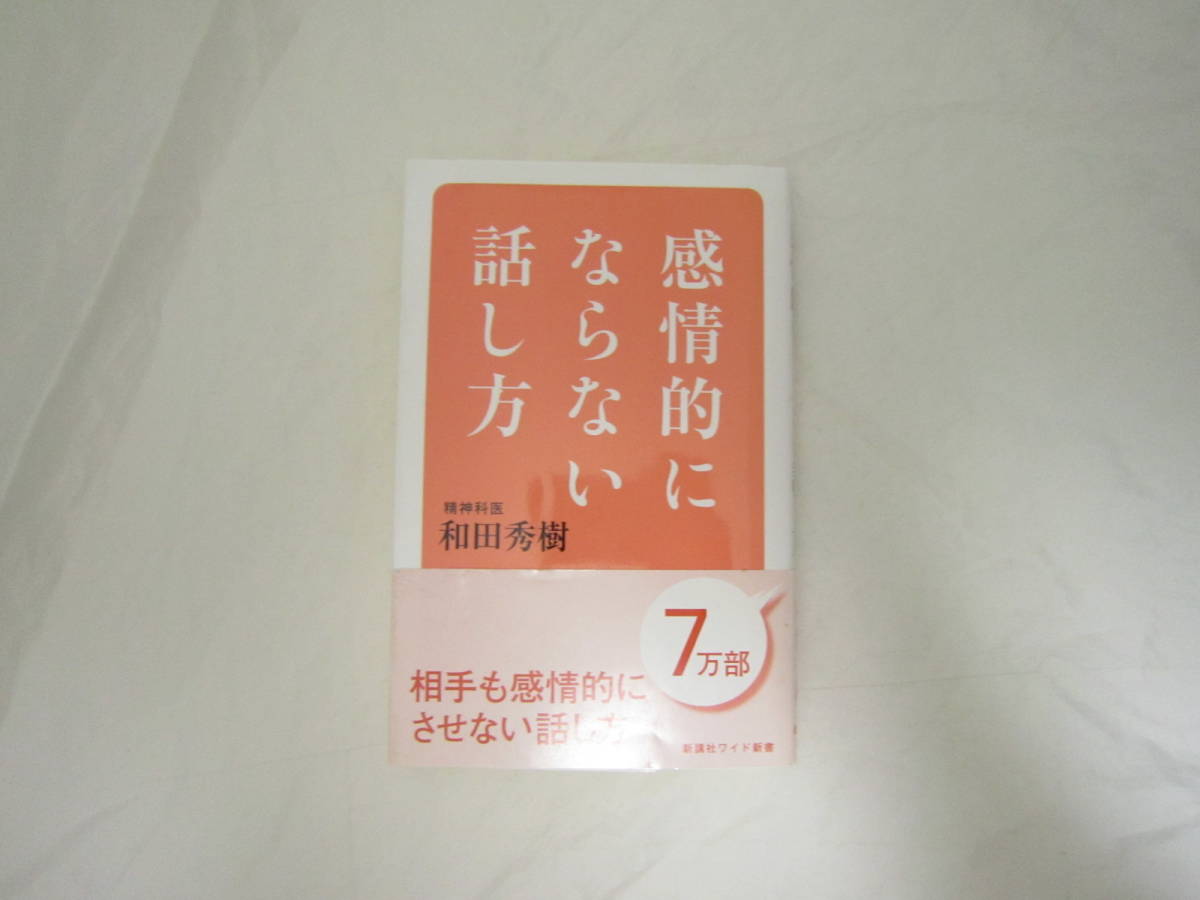 感情的に
ならない
話し方
精神科医
和田秀樹
7万部
相手も感情的に
させない話し方
新講社ワイド新書